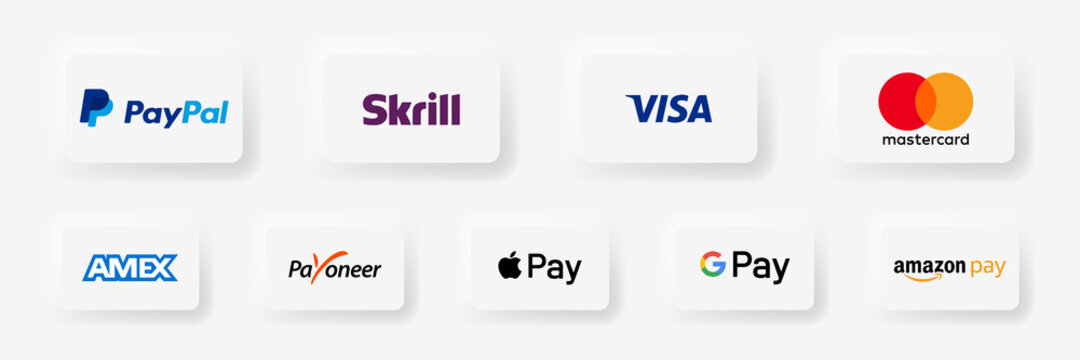 PayPal
Skrill
VISA
mastercard
AMEX
Payoneer
Pay
G Pay
amazon pay